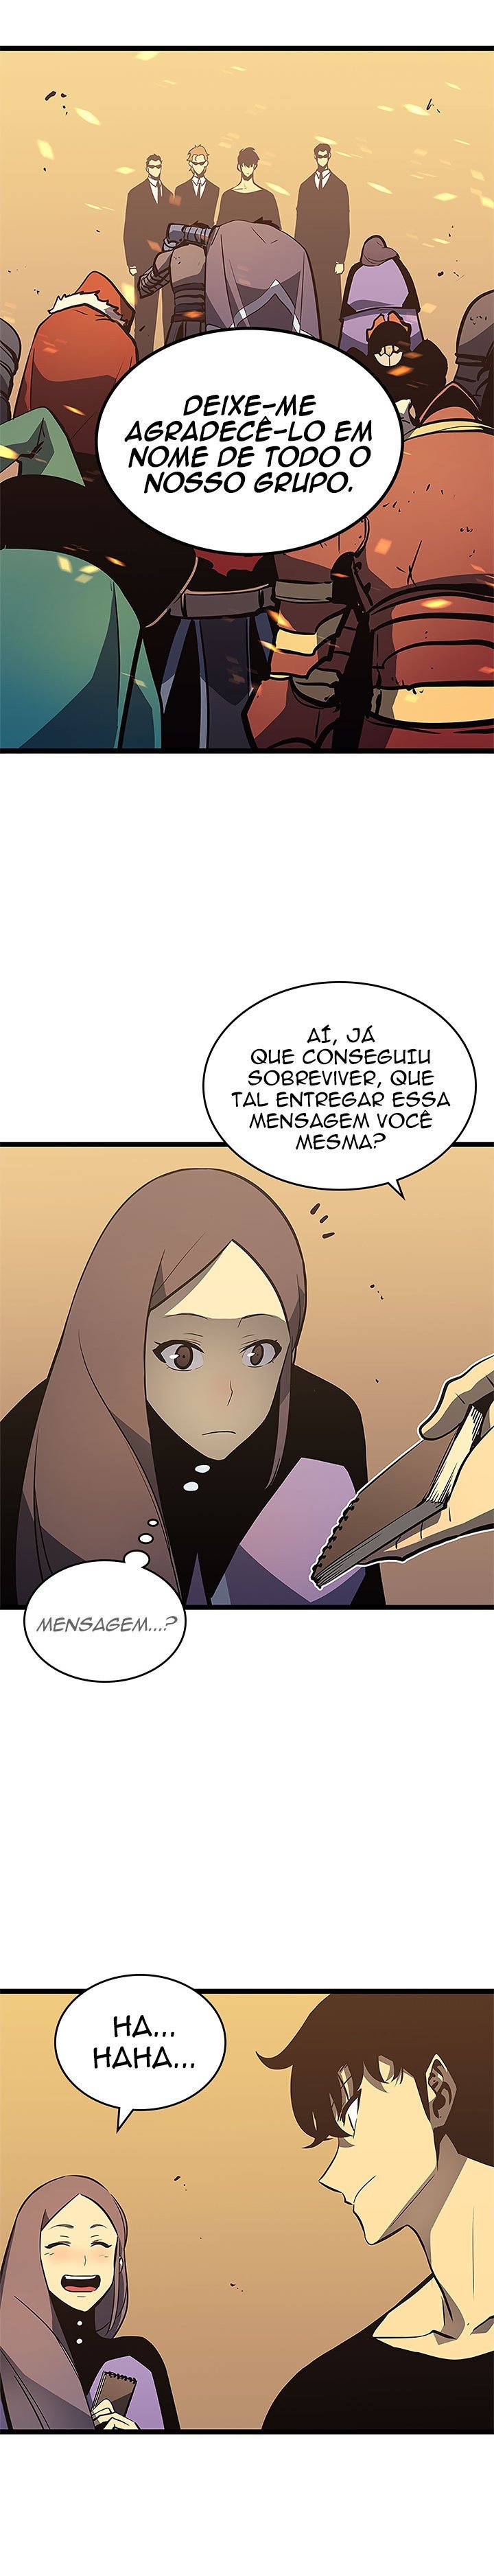 DEIXE-ME
AGRADECÊ-LO EM
NOME DE TODO O
NOSSO GRUPO.
AÍ, JÁ
QUE CONSEGUIU
SOBREVIVER, QUE
TAL ENTREGAR ESSA
MENSAGEM VOCÊ
MESMA?
MENSAGEM...?
HA...
HAHA...